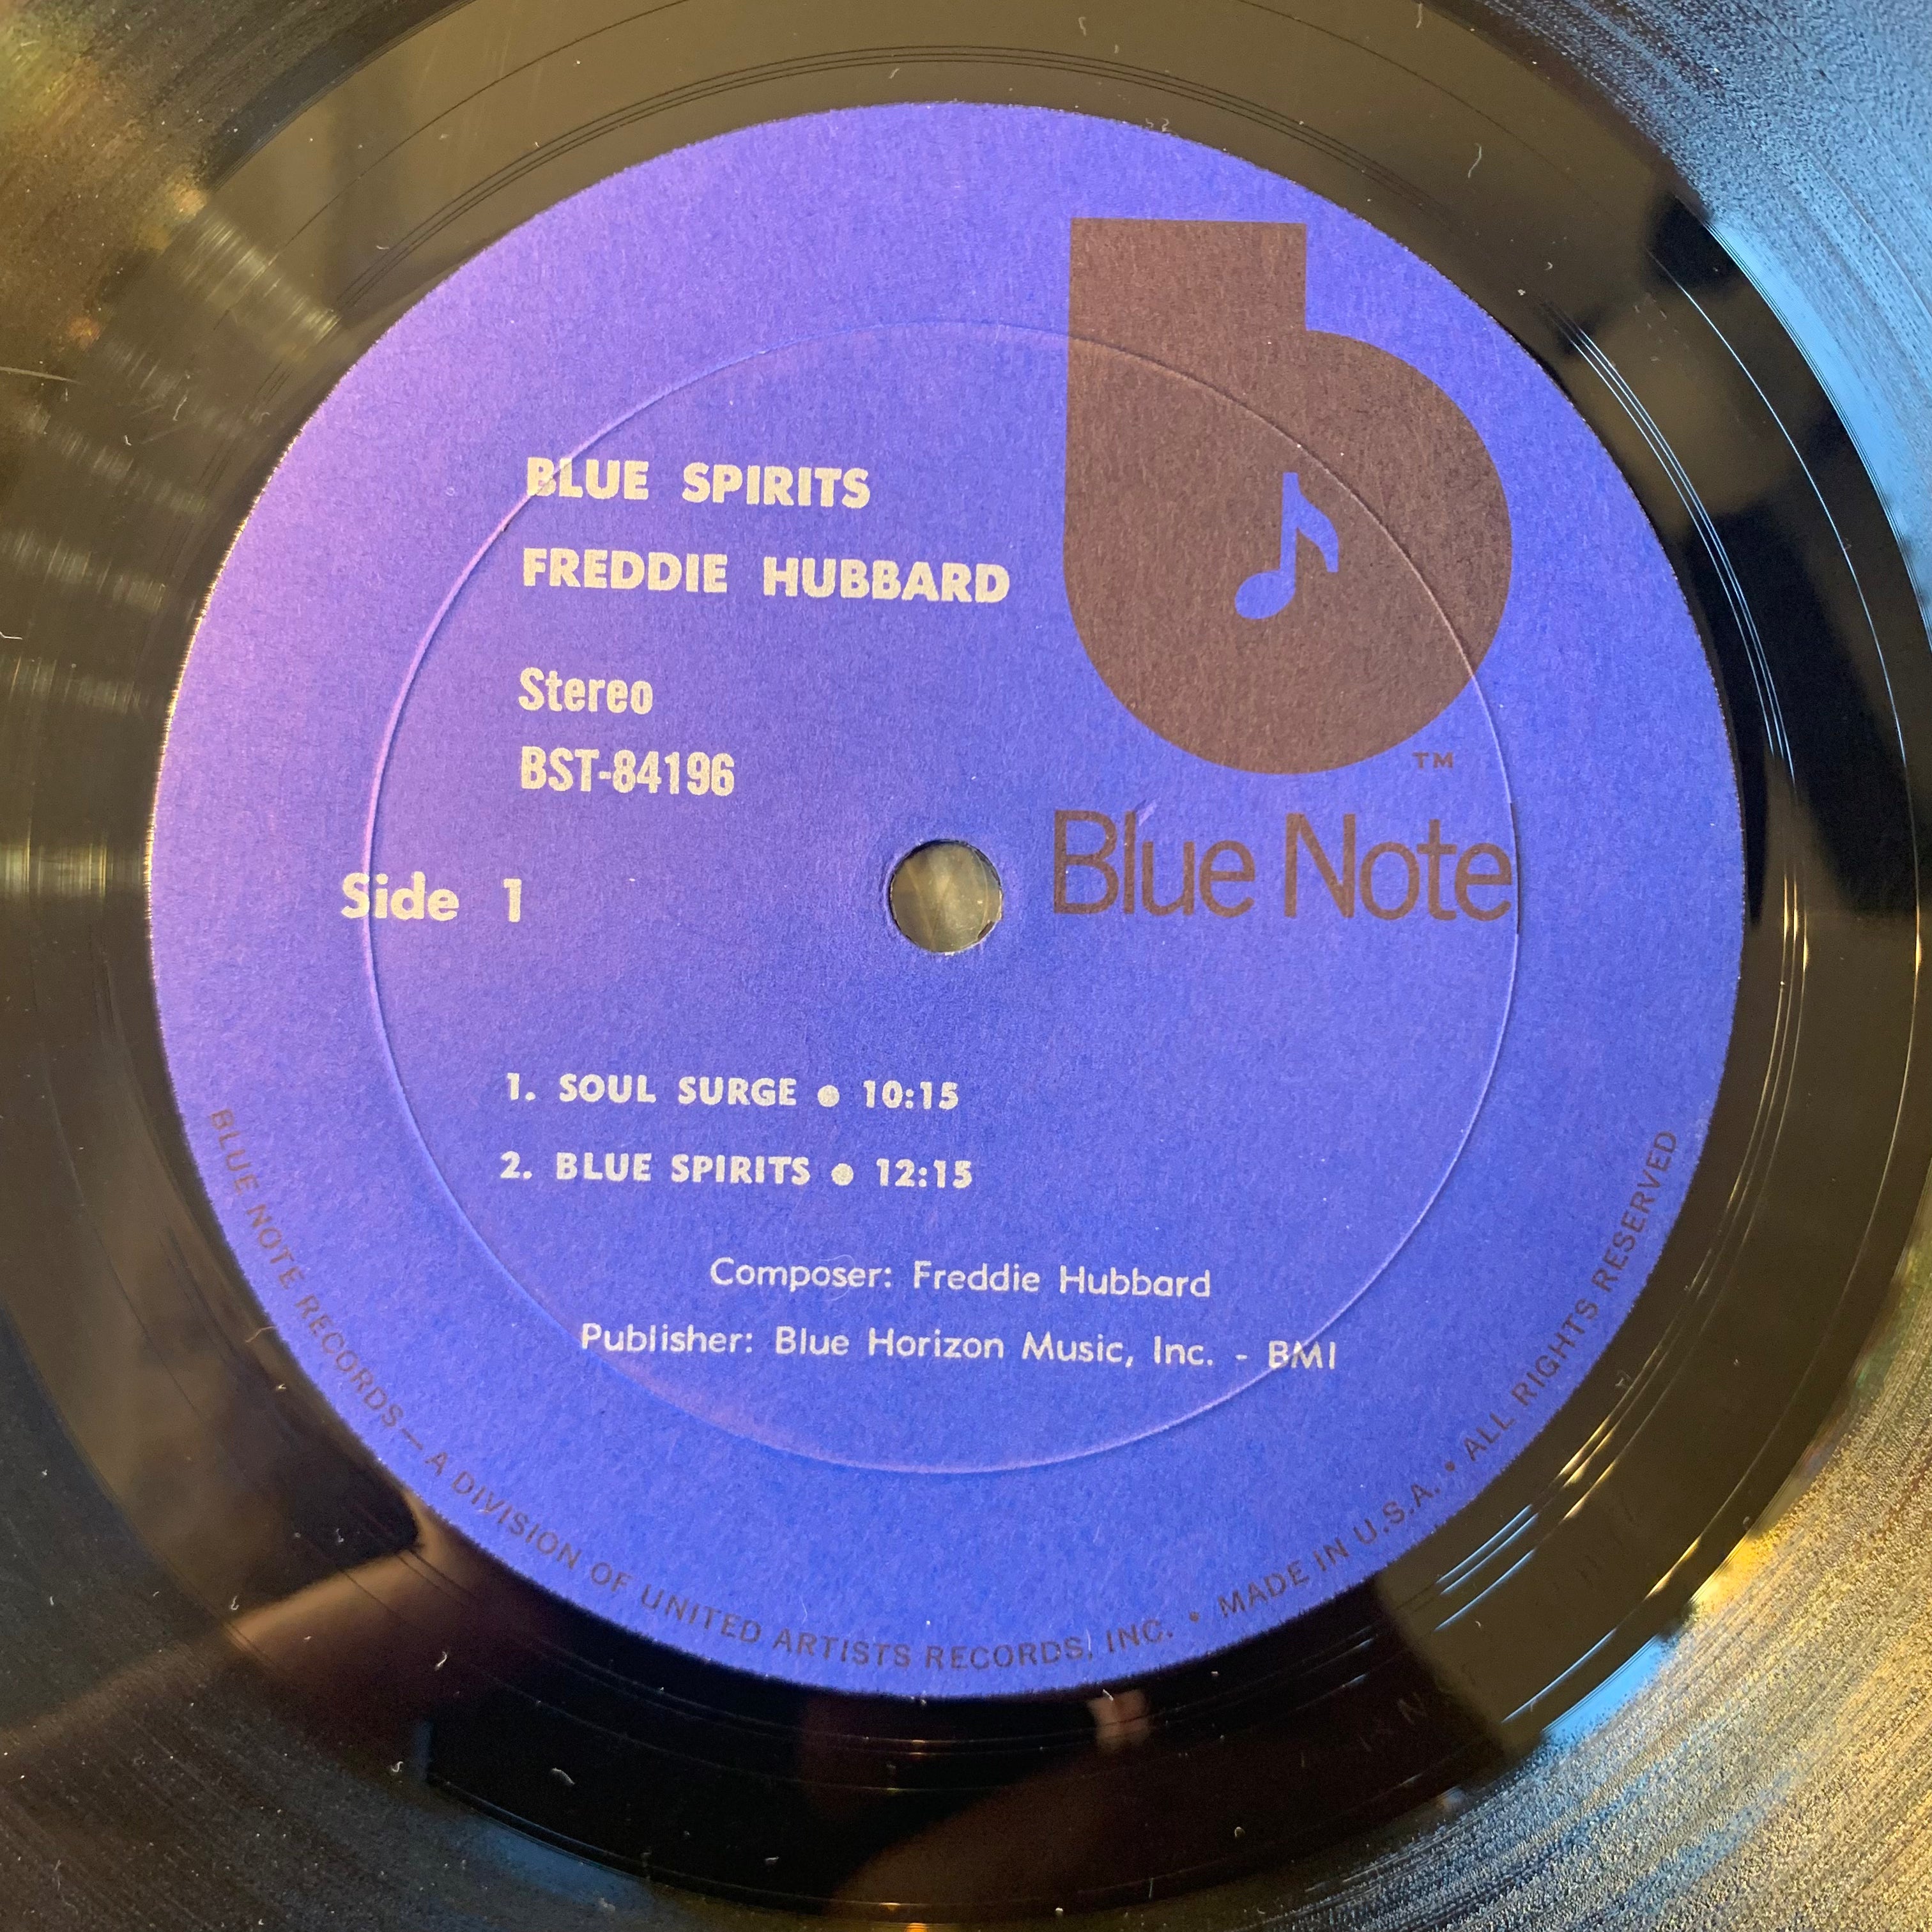 BLUE SPIRITS
FREDDIE HUBBARD
Stereo
BST-84196
TM
Side 1
Blue Note
1. SOUL SURGE ● 10:15
2. BLUE SPIRITS ● 12:15
Composer: Freddie Hubbard
Publisher: Blue Horizon Music, Inc. - BMI
BLUE NOTE RECORDS — A DIVISION OF UNITED ARTISTS RECORDS, INC. • MADE IN U.S.A. • ALL RIGHTS RESERVED